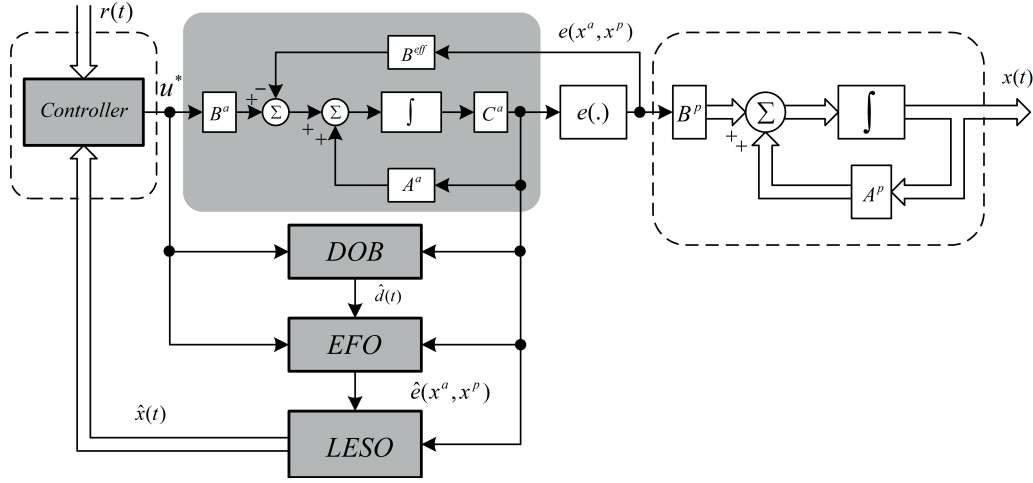 r(t)
Controller
u*
B^a
+
−
Σ
+
+
Σ
∫
C^a
B^eff
A^a
e(x^a, x^p)
e(.)
B^p
+
+
Σ
∫
A^p
x(t)
DOB
d̂(t)
EFO
ê(x^a, x^p)
LESO
x̂(t)